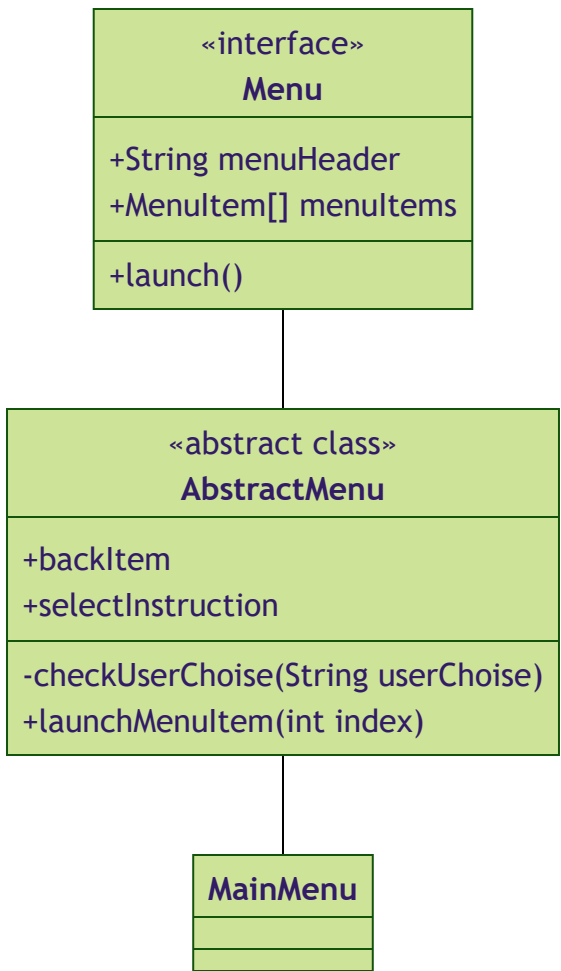 «interface»
Menu
+String menuHeader
+MenuItem[] menuItems
+launch()
«abstract class»
AbstractMenu
+backItem
+selectInstruction
-checkUserChoise(String userChoise)
+launchMenuItem(int index)
MainMenu